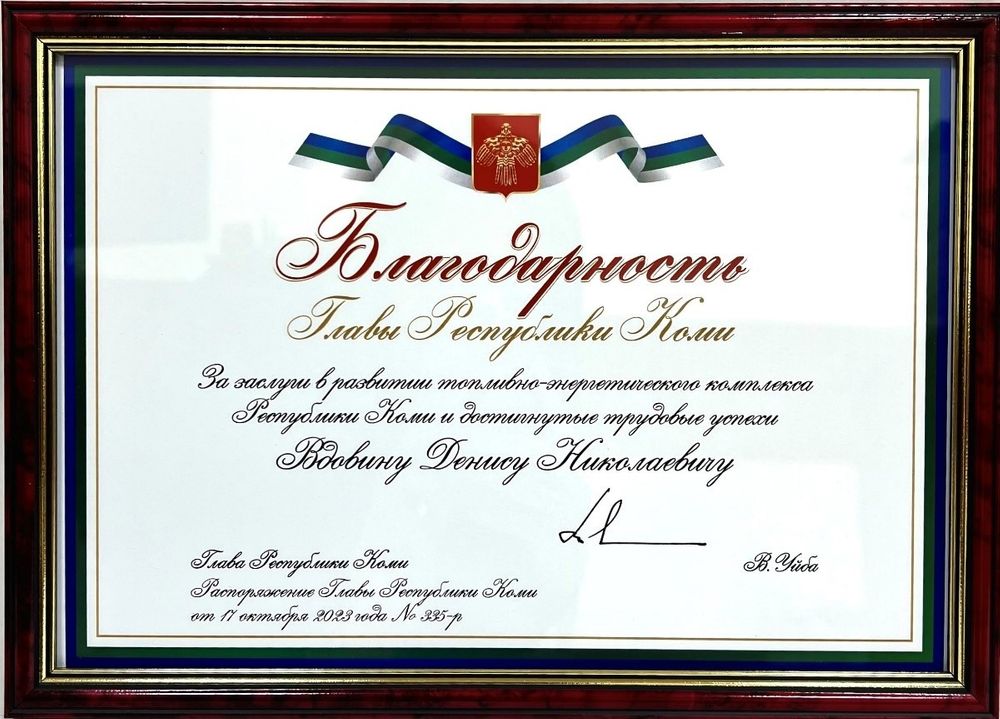 Благодарность
Главы Республики Коми
За заслуги в развитии топливно-энергетического комплекса
Республики Коми и достигнутые трудовые успехи
Вдовину Денису Николаевичу
Глава Республики Коми
В. Уйба
Распоряжение Главы Республики Коми
от 17 октября 2023 года № 335-р